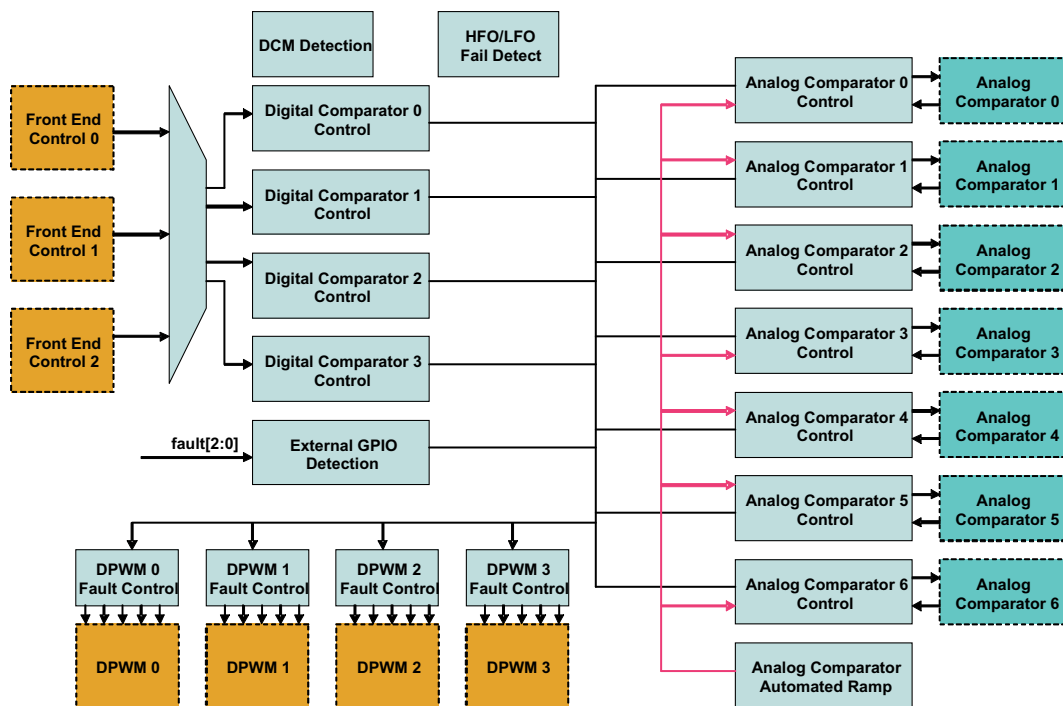 DCM Detection
HFO/LFO
Fail Detect
Front End
Control 0
Front End
Control 1
Front End
Control 2
Digital Comparator 0
Control
Digital Comparator 1
Control
Digital Comparator 2
Control
Digital Comparator 3
Control
fault[2:0]
External GPIO
Detection
Analog Comparator 0
Control
Analog
Comparator 0
Analog Comparator 1
Control
Analog
Comparator 1
Analog Comparator 2
Control
Analog
Comparator 2
Analog Comparator 3
Control
Analog
Comparator 3
Analog Comparator 4
Control
Analog
Comparator 4
Analog Comparator 5
Control
Analog
Comparator 5
Analog Comparator 6
Control
Analog
Comparator 6
Analog Comparator
Automated Ramp
DPWM 0
Fault Control
DPWM 1
Fault Control
DPWM 2
Fault Control
DPWM 3
Fault Control
DPWM 0
DPWM 1
DPWM 2
DPWM 3